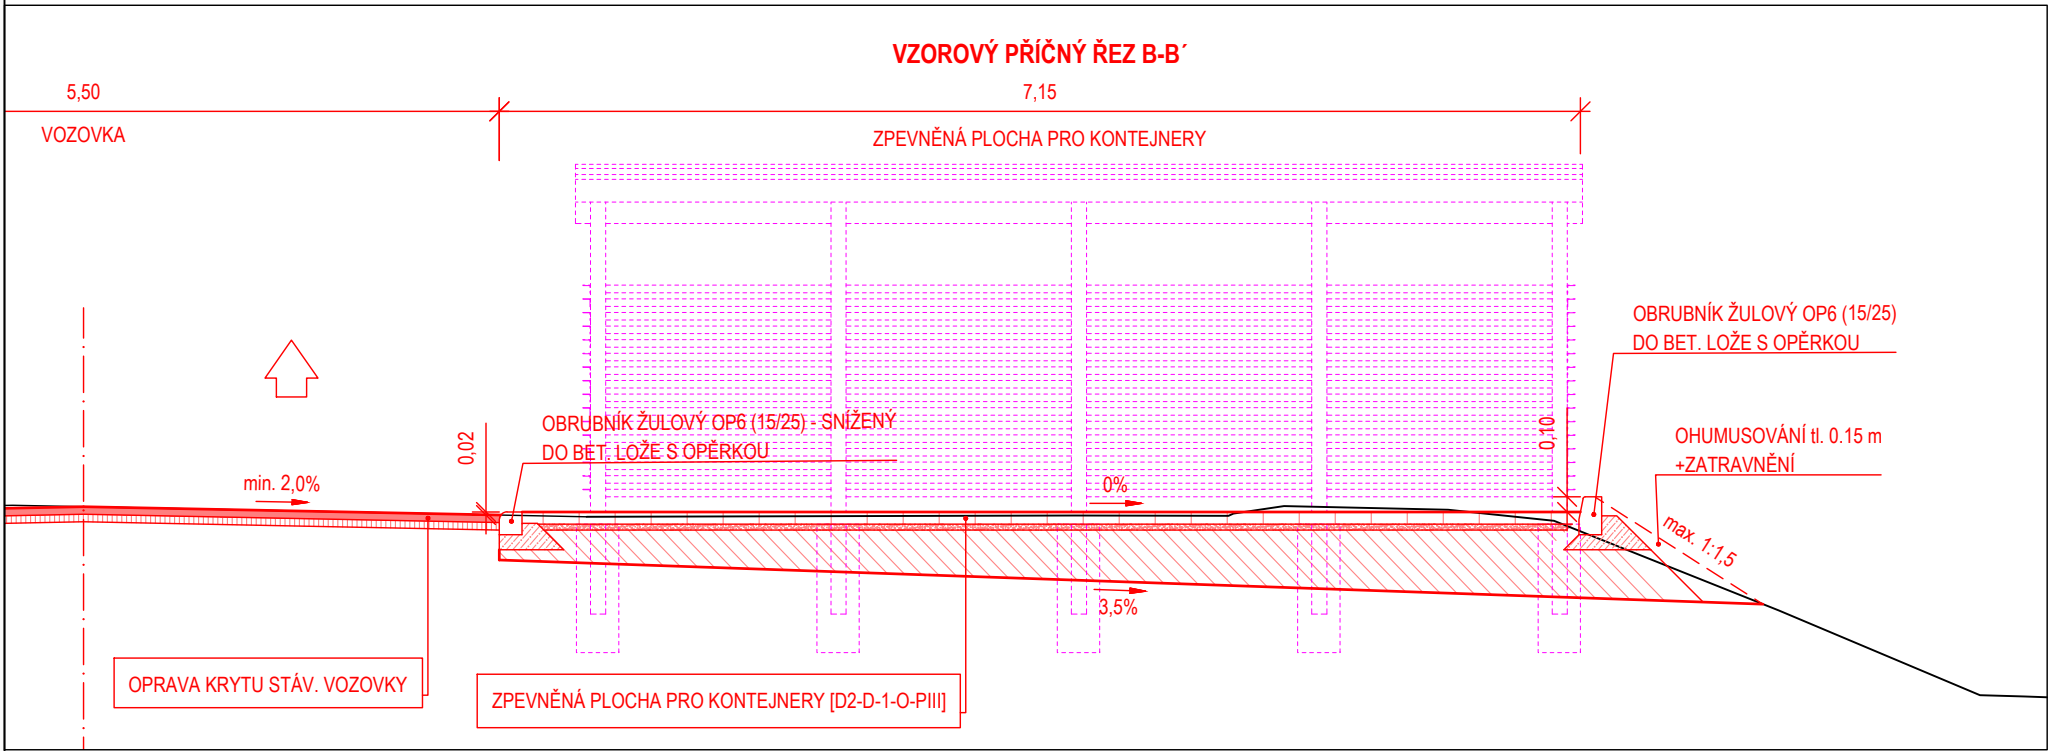 VZOROVÝ PŘÍČNÝ ŘEZ B-B´
5,50
7,15
VOZOVKA
ZPEVNĚNÁ PLOCHA PRO KONTEJNERY
OBRUBNÍK ŽULOVÝ OP6 (15/25)
DO BET. LOŽE S OPĚRKOU
OBRUBNÍK ŽULOVÝ OP6 (15/25) - SNÍŽENÝ
DO BET. LOŽE S OPĚRKOU
0,02
0,10
OHUMUSOVÁNÍ tl. 0.15 m
+ZATRAVNĚNÍ
min. 2,0%
0%
max. 1:1,5
3,5%
OPRAVA KRYTU STÁV. VOZOVKY
ZPEVNĚNÁ PLOCHA PRO KONTEJNERY [D2-D-1-O-PIII]